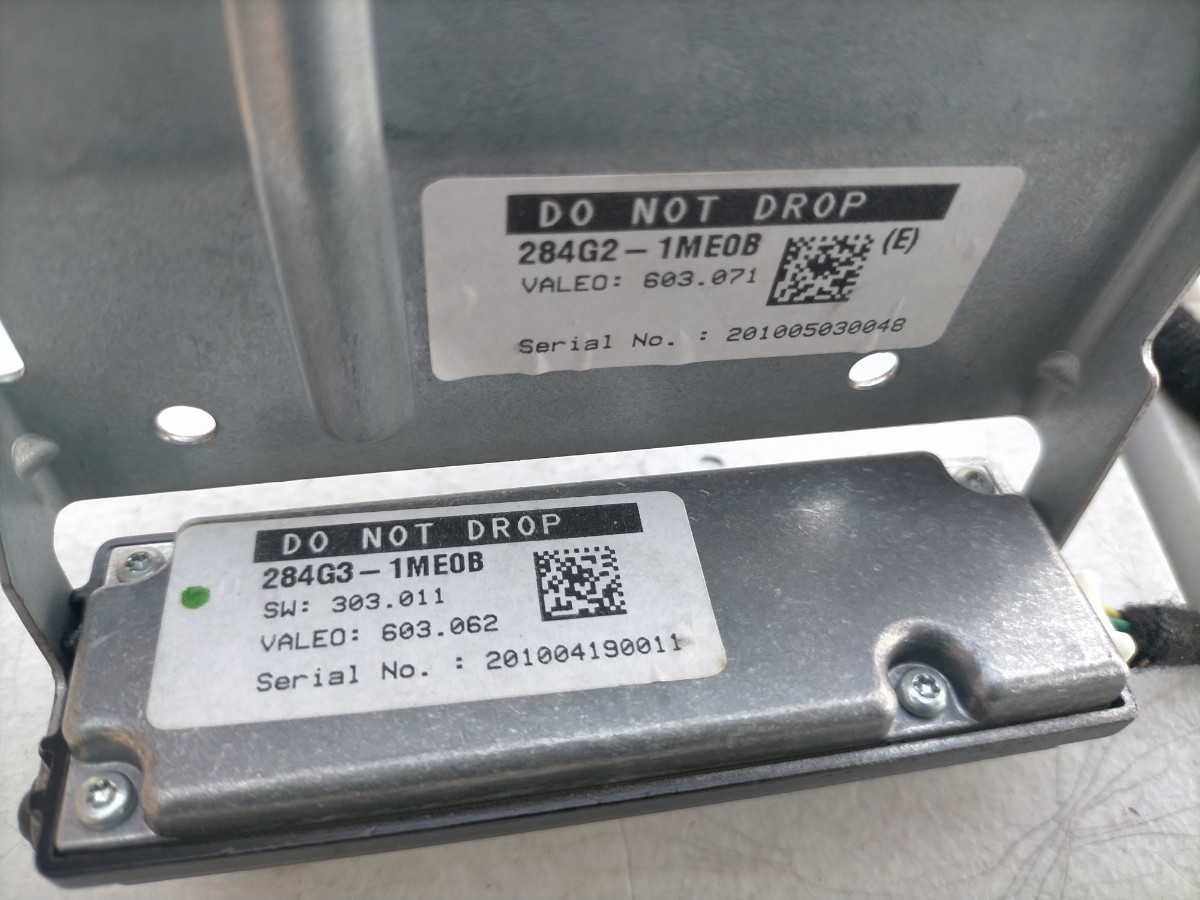 DO NOT DROP
284G2-1ME0B (E)
VALEO: 603.071
Serial No. : 201005030048
DO NOT DROP
284G3-1ME0B
SW: 303.011
VALEO: 603.062
Serial No. : 201004190011